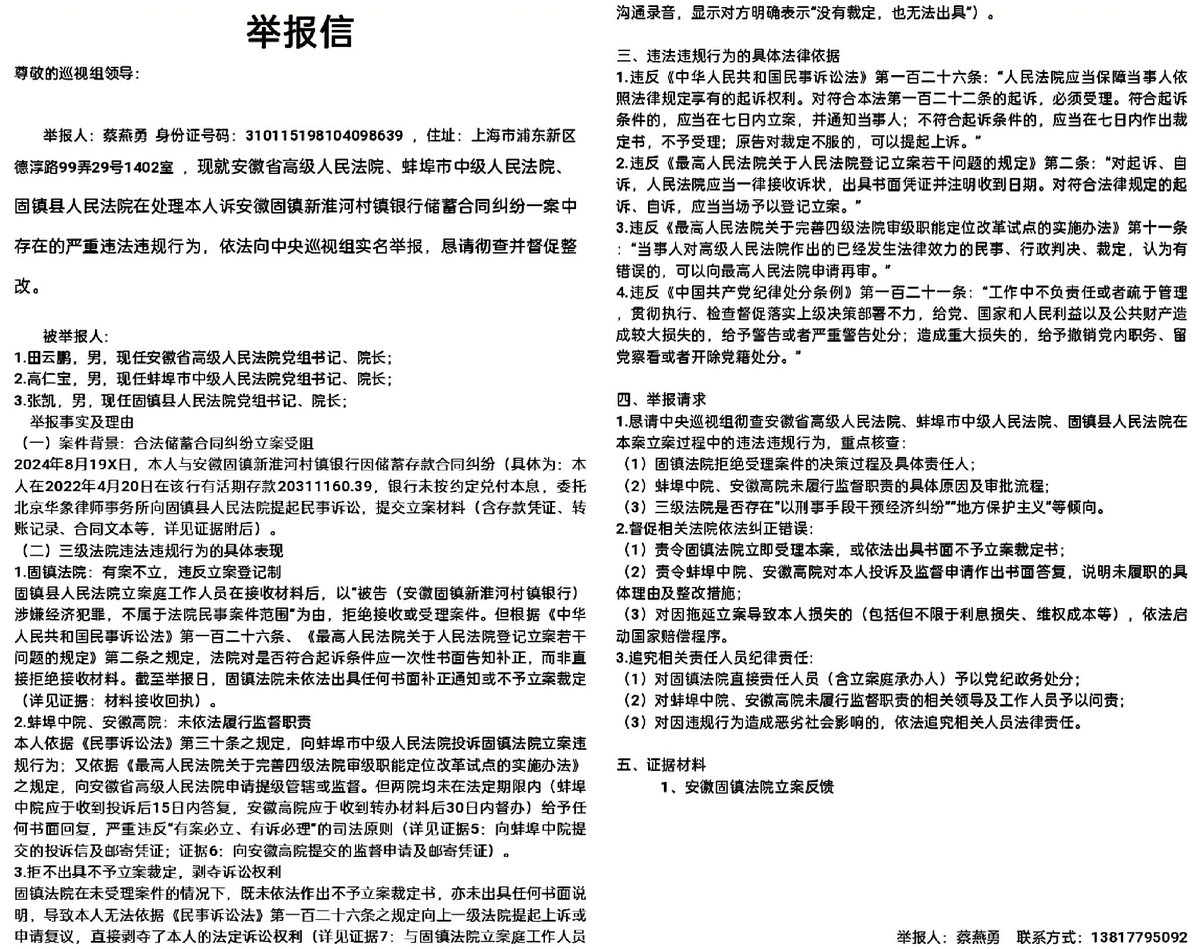 举报信
尊敬的巡视组领导：
举报人：蔡燕勇 身份证号码：310115198104098639 ，住址：上海市浦东新区
德淳路99弄29号1402室 ，现就安徽省高级人民法院、蚌埠市中级人民法院、
固镇县人民法院在处理本人诉安徽固镇新淮河村镇银行储蓄合同纠纷一案中
存在的严重违法违规行为，依法向中央巡视组实名举报，恳请彻查并督促整
改。
被举报人：
1.田云鹏，男，现任安徽省高级人民法院党组书记、院长；
2.高仁宝，男，现任蚌埠市中级人民法院党组书记、院长；
3.张凯，男，现任固镇县人民法院党组书记、院长；
举报事实及理由
（一）案件背景：合法储蓄合同纠纷立案受阻
2024年8月19X日，本人与安徽固镇新淮河村镇银行因储蓄存款合同纠纷（具体为：本
人在2022年4月20日在该行有活期存款20311160.39，银行未按约定兑付本息，委托
北京华象律师事务所向固镇县人民法院提起民事诉讼，提交立案材料（含存款凭证、转
账记录、合同文本等，详见证据附后）。
（二）三级法院违法违规行为的具体表现
1.固镇法院：有案不立，违反立案登记制
固镇县人民法院立案庭工作人员在接收材料后，以“被告（安徽固镇新淮河村镇银行）
涉嫌经济犯罪，不属于法院民事案件范围”为由，拒绝接收或受理案件。但根据《中华
人民共和国民事诉讼法》第一百二十六条、《最高人民法院关于人民法院登记立案若干
问题的规定》第二条之规定，法院对是否符合起诉条件应一次性书面告知补正，而非直
接拒绝接收材料。截至举报日，固镇法院未依法出具任何书面补正通知或不予立案裁定
（详见证据：材料接收回执）。
2.蚌埠中院、安徽高院：未依法履行监督职责
本人依据《民事诉讼法》第三十条之规定，向蚌埠市中级人民法院投诉固镇法院立案违
规行为；又依据《最高人民法院关于完善四级法院审级职能定位改革试点的实施办法》
之规定，向安徽省高级人民法院申请提级管辖或监督。但两院均未在法定期限内（蚌埠
中院应于收到投诉后15日内答复，安徽高院应于收到转办材料后30日内督办）给予任
何书面回复，严重违反“有案必立、有诉必理”的司法原则（详见证据5：向蚌埠中院提
交的投诉信及邮寄凭证；证据6：向安徽高院提交的监督申请及邮寄凭证）。
3.拒不出具不予立案裁定，剥夺诉讼权利
固镇法院在未受理案件的情况下，既未依法作出不予立案裁定书，亦未出具任何书面说
明，导致本人无法依据《民事诉讼法》第一百二十六条之规定向上一级法院提起上诉或
申请复议，直接剥夺了本人的法定诉讼权利（详见证据7：与固镇法院立案庭工作人员
沟通录音，显示对方明确表示“没有裁定，也无法出具”）。
三、违法违规行为的具体法律依据
1.违反《中华人民共和国民事诉讼法》第一百二十六条：“人民法院应当保障当事人依
照法律规定享有的起诉权利。对符合本法第一百二十二条的起诉，必须受理。符合起诉
条件的，应当在七日内立案，并通知当事人；不符合起诉条件的，应当在七日内作出裁
定书，不予受理；原告对裁定不服的，可以提起上诉。”
2.违反《最高人民法院关于人民法院登记立案若干问题的规定》第二条：“对起诉、自
诉，人民法院应当一律接收诉状，出具书面凭证并注明收到日期。对符合法律规定的起
诉、自诉，应当当场予以登记立案。”
3.违反《最高人民法院关于完善四级法院审级职能定位改革试点的实施办法》第十一条
：“当事人对高级人民法院作出的已经发生法律效力的民事、行政判决、裁定，认为有
错误的，可以向最高人民法院申请再审。”
4.违反《中国共产党纪律处分条例》第一百二十一条：“工作中不负责任或者疏于管理
，贯彻执行、检查督促落实上级决策部署不力，给党、国家和人民利益以及公共财产造
成较大损失的，给予警告或者严重警告处分；造成重大损失的，给予撤销党内职务、留
党察看或者开除党籍处分。”
四、举报请求
1.恳请中央巡视组彻查安徽省高级人民法院、蚌埠市中级人民法院、固镇县人民法院在
本案立案过程中的违法违规行为，重点核查：
（1）固镇法院拒绝受理案件的决策过程及具体责任人；
（2）蚌埠中院、安徽高院未履行监督职责的具体原因及审批流程；
（3）三级法院是否存在“以刑事手段干预经济纠纷”“地方保护主义”等倾向。
2.督促相关法院依法纠正错误：
（1）责令固镇法院立即受理本案，或依法出具书面不予立案裁定书；
（2）责令蚌埠中院、安徽高院对本人投诉及监督申请作出书面答复，说明未履职的具
体理由及整改措施；
（3）对因拖延立案导致本人损失的（包括但不限于利息损失、维权成本等），依法启
动国家赔偿程序。
3.追究相关责任人员纪律责任：
（1）对固镇法院直接责任人员（含立案庭承办人）予以党纪政务处分；
（2）对蚌埠中院、安徽高院未履行监督职责的相关领导及工作人员予以问责；
（3）对因违规行为造成恶劣社会影响的，依法追究相关人员法律责任。
五、证据材料
1、安徽固镇法院立案反馈
举报人：蔡燕勇 联系方式：13817795092